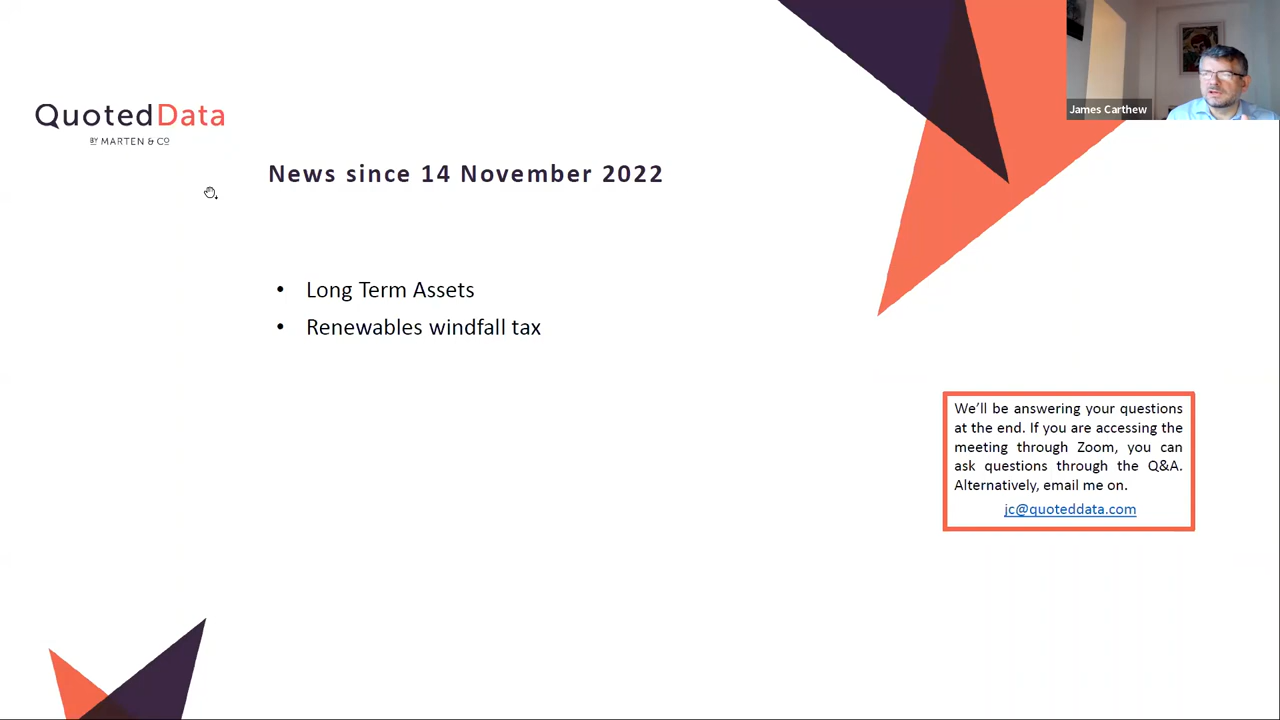 James Carthew
QuotedData
BY MARTEN & CO
News since 14 November 2022
• Long Term Assets
• Renewables windfall tax
We'll be answering your questions
at the end. If you are accessing the
meeting through Zoom, you can
ask questions through the Q&A.
Alternatively, email me on.
jc@quoteddata.com